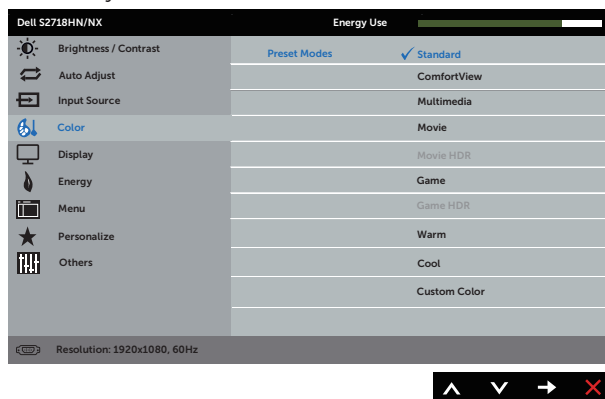 Dell S2718HN/NX Energy Use
Brightness / Contrast
Auto Adjust
Input Source
Color
Display
Energy
Menu
Personalize
Others
Preset Modes
Standard
ComfortView
Multimedia
Movie
Movie HDR
Game
Game HDR
Warm
Cool
Custom Color
Resolution: 1920x1080, 60Hz